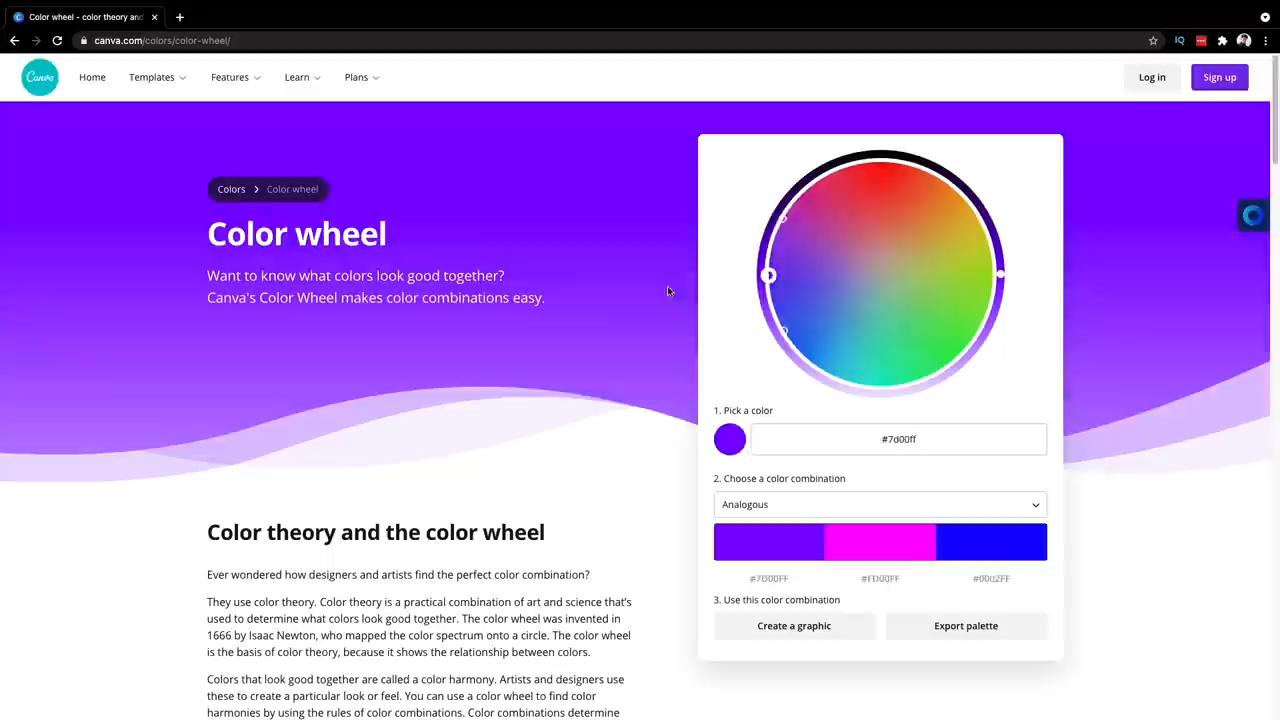 Color wheel - color theory and
canva.com/colors/color-wheel/
IQ
Canva
Home
Templates
Features
Learn
Plans
Log in
Sign up
Colors
Color wheel
Color wheel
Want to know what colors look good together?
Canva's Color Wheel makes color combinations easy.
1. Pick a color
#7d00ff
2. Choose a color combination
Analogous
3. Use this color combination
Create a graphic
Export palette
Color theory and the color wheel
Ever wondered how designers and artists find the perfect color combination?
They use color theory. Color theory is a practical combination of art and science that's
used to determine what colors look good together. The color wheel was invented in
1666 by Isaac Newton, who mapped the color spectrum onto a circle. The color wheel
is the basis of color theory, because it shows the relationship between colors.
Colors that look good together are called a color harmony. Artists and designers use
these to create a particular look or feel. You can use a color wheel to find color
harmonies by using the rules of color combinations. Color combinations determine